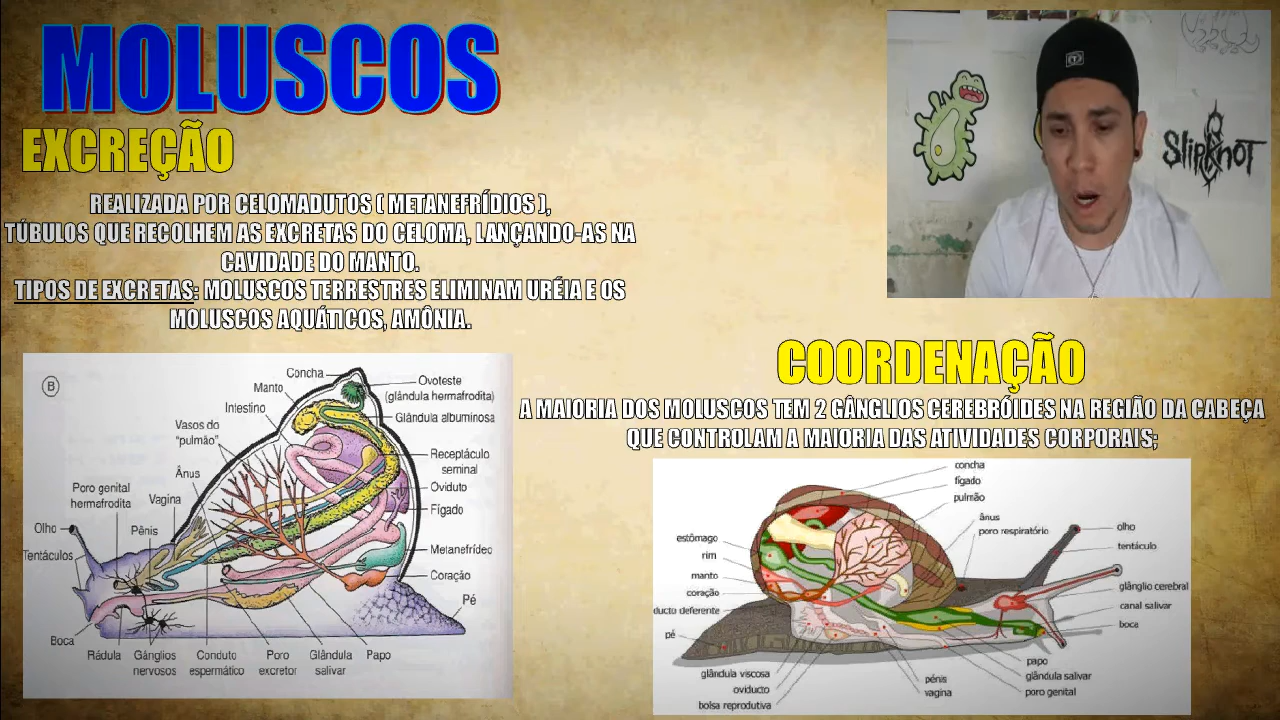 MOLUSCOS
EXCREÇÃO
REALIZADA POR CELOMADUTOS ( METANEFRÍDIOS ),
TÚBULOS QUE RECOLHEM AS EXCRETAS DO CELOMA, LANÇANDO-AS NA
CAVIDADE DO MANTO.
TIPOS DE EXCRETAS: MOLUSCOS TERRESTRES ELIMINAM URÉIA E OS
MOLUSCOS AQUÁTICOS, AMÔNIA.
B
Concha
Manto
Intestino
Vasos do
"pulmão"
Ânus
Poro genital
hermafrodita
Vagina
Olho
Pênis
Tentáculos
Boca
Rádula
Gânglios
nervosos
Conduto
espermático
Poro
excretor
Glândula
salivar
Papo
Ovoteste
(glândula hermafrodita)
Glândula albuminosa
Receptáculo
seminal
Oviduto
Fígado
Metanefrídeo
Coração
Pé
SlipKnoT
COORDENAÇÃO
A MAIORIA DOS MOLUSCOS TEM 2 GÂNGLIOS CEREBRÓIDES NA REGIÃO DA CABEÇA
QUE CONTROLAM A MAIORIA DAS ATIVIDADES CORPORAIS;
concha
fígado
pulmão
ânus
poro respiratório
olho
tentáculo
glânglio cerebral
canal salivar
boca
estômago
rim
manto
coração
ducto deferente
pé
glândula viscosa
oviducto
bolsa reprodutiva
pénis
vagina
papo
glândula salivar
poro genital